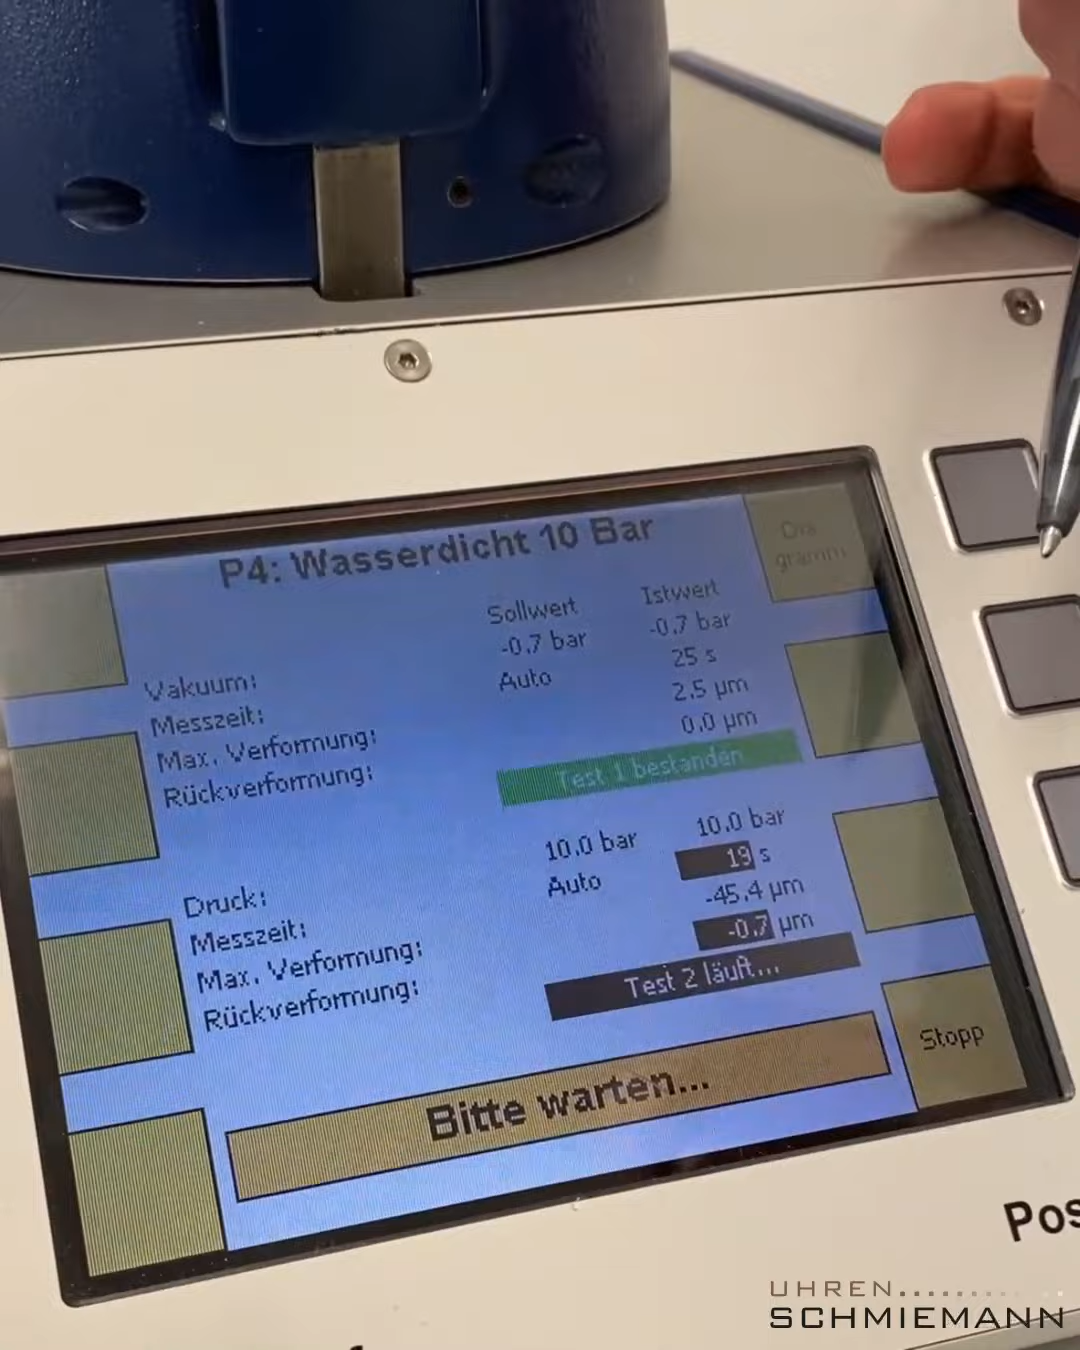 P4: Wasserdicht 10 Bar
Dia
gramm
Sollwert Istwert
Vakuum: -0.7 bar -0.7 bar
Messzeit: Auto 25 s
Max. Verformung: 2.5 µm
Rückverformung: 0.0 µm
Test 1 bestanden
Druck: 10.0 bar 10.0 bar
Messzeit: Auto 19 s
Max. Verformung: -45.4 µm
Rückverformung: -0.7 µm
Test 2 läuft...
Stopp
Bitte warten...
UHREN
SCHMIEMANN